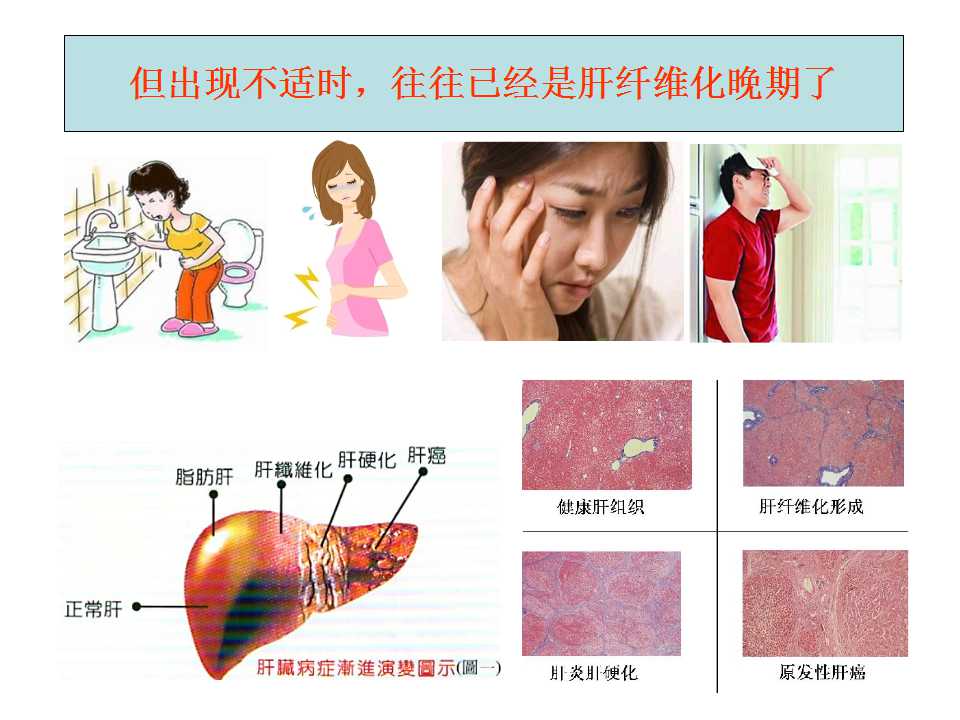 但出现不适时，往往已经是肝纤维化晚期了
脂肪肝
肝纖維化
肝硬化
肝癌
正常肝
肝臟病症漸進演變圖示(圖一)
健康肝组织
肝纤维化形成
肝炎肝硬化
原发性肝癌